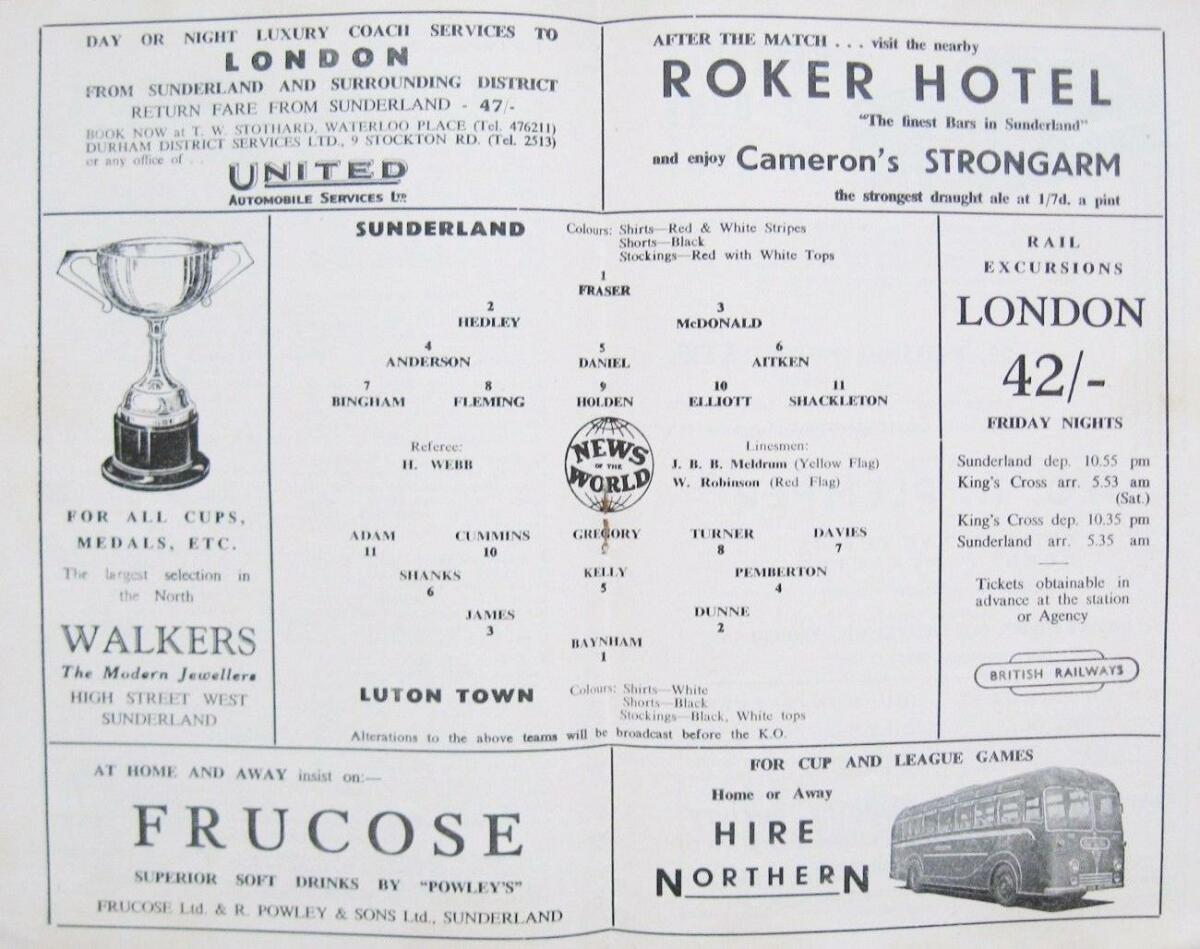 DAY OR NIGHT LUXURY COACH SERVICES TO
LONDON
FROM SUNDERLAND AND SURROUNDING DISTRICT
RETURN FARE FROM SUNDERLAND - 47/-
BOOK NOW at T. W. STOTHARD, WATERLOO PLACE (Tel. 476211)
DURHAM DISTRICT SERVICES LTD., 9 STOCKTON RD. (Tel. 2513)
or any office of . .
UNITED
AUTOMOBILE SERVICES LTD.
AFTER THE MATCH . . . visit the nearby
ROKER HOTEL
"The finest Bars in Sunderland"
and enjoy Cameron's STRONGARM
the strongest draught ale at 1/7d. a pint
FOR ALL CUPS,
MEDALS, ETC.
The largest selection in
the North
WALKERS
The Modern Jewellers
HIGH STREET WEST
SUNDERLAND
SUNDERLAND
Colours: Shirts—Red & White Stripes
Shorts—Black
Stockings—Red with White Tops
1
FRASER
2 3
HEDLEY McDONALD
4 5 6
ANDERSON DANIEL AITKEN
7 8 9 10 11
BINGHAM FLEMING HOLDEN ELLIOTT SHACKLETON
Referee:
H. WEBB
NEWS
OF THE
WORLD
Linesmen:
J. B. B. Meldrum (Yellow Flag)
W. Robinson (Red Flag)
ADAM CUMMINS GREGORY TURNER DAVIES
11 10 9 8 7
SHANKS KELLY PEMBERTON
6 5 4
JAMES DUNNE
3 2
BAYNHAM
1
LUTON TOWN
Colours: Shirts—White
Shorts—Black
Stockings—Black, White tops
Alterations to the above teams will be broadcast before the K.O.
RAIL
EXCURSIONS
LONDON
42/-
FRIDAY NIGHTS
Sunderland dep. 10.55 pm
King's Cross arr. 5.53 am
(Sat.)
King's Cross dep. 10.35 pm
Sunderland arr. 5.35 am
Tickets obtainable in
advance at the station
or Agency
BRITISH RAILWAYS
AT HOME AND AWAY insist on:—
FRUCOSE
SUPERIOR SOFT DRINKS BY "POWLEY'S"
FRUCOSE Ltd. & R. POWLEY & SONS Ltd., SUNDERLAND
FOR CUP AND LEAGUE GAMES
Home or Away
HIRE
NORTHERN